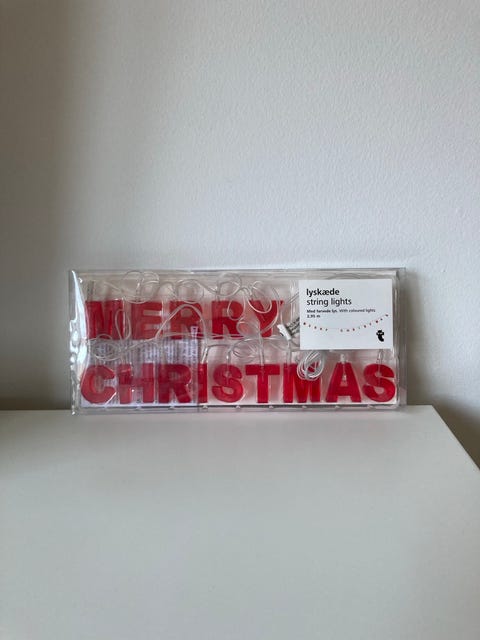 MERRY
CHRISTMAS
lyskæde
string lights
Med farvede lys. With coloured lights
2,95 m